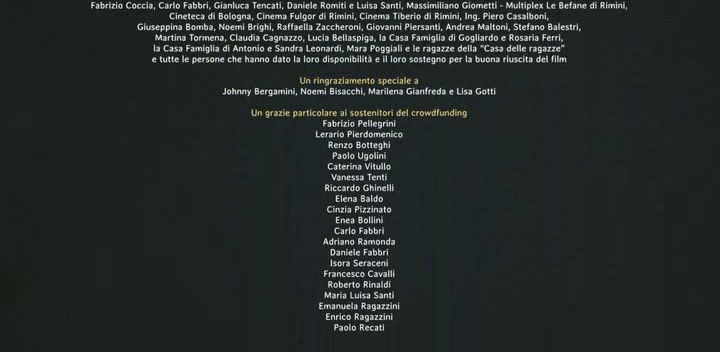 Fabrizio Coccia, Carlo Fabbri, Gianluca Tencati, Daniele Romiti e Luisa Santi, Massimiliano Giometti - Multiplex Le Befane di Rimini,
Cineteca di Bologna, Cinema Fulgor di Rimini, Cinema Tiberio di Rimini, Ing. Piero Casalboni,
Giuseppina Bomba, Noemi Brighi, Raffaella Zaccheroni, Giovanni Piersanti, Andrea Maltoni, Stefano Balestri,
Martina Tormena, Claudia Cagnazzo, Lucia Bellaspiga, la Casa Famiglia di Gogliardo e Rosaria Ferri,
la Casa Famiglia di Antonio e Sandra Leonardi, Mara Poggiali e le ragazze della "Casa delle ragazze"
e tutte le persone che hanno dato la loro disponibilità e il loro sostegno per la buona riuscita del film
Un ringraziamento speciale a
Johnny Bergamini, Noemi Bisacchi, Marilena Gianfreda e Lisa Gotti
Un grazie particolare ai sostenitori del crowdfunding
Fabrizio Pellegrini
Lerario Pierdomenico
Renzo Botteghi
Paolo Ugolini
Caterina Vitullo
Vanessa Tenti
Riccardo Ghinelli
Elena Baldo
Cinzia Pizzinato
Enea Bollini
Carlo Fabbri
Adriano Ramonda
Daniele Fabbri
Isora Seraceni
Francesco Cavalli
Roberto Rinaldi
Maria Luisa Santi
Emanuela Ragazzini
Enrico Ragazzini
Paolo Recati